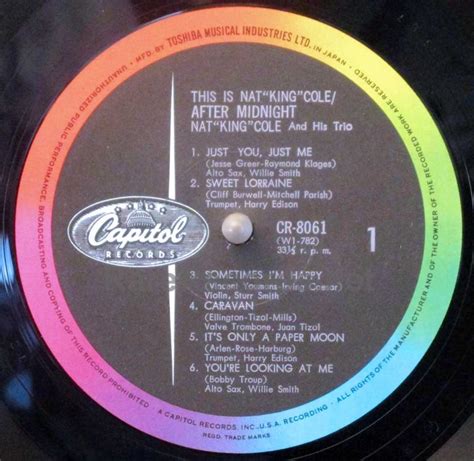 MFD. BY TOSHIBA MUSICAL INDUSTRIES LTD. IN JAPAN
ALL RIGHTS OF THE MANUFACTURER AND OF THE OWNER OF THE RECORDED WORK ARE RESERVED
UNAUTHORIZED PUBLIC PERFORMANCE, BROADCASTING AND COPYING OF THIS RECORD PROHIBITED
THIS IS NAT“KING”COLE/
AFTER MIDNIGHT
NAT“KING”COLE And His Trio
1. JUST YOU, JUST ME
(Jesse Greer-Raymond Klages)
Alto Sax, Willie Smith
2. SWEET LORRAINE
(Cliff Burwell-Mitchell Parish)
Trumpet, Harry Edison
Capitol
RECORDS
CR-8061
(W1-782)
33⅓ r. p. m.
1
3. SOMETIMES I'M HAPPY
(Vincent Youmans-Irving Caesar)
Violin, Sturr Smith
4. CARAVAN
(Ellington-Tizol-Mills)
Valve Trombone, Juan Tizol
5. IT'S ONLY A PAPER MOON
(Arlen-Rose-Harburg)
Trumpet, Harry Edison
6. YOU'RE LOOKING AT ME
(Bobby Troup)
Alto Sax, Willie Smith
A CAPITOL RECORDS, INC., U.S.A. RECORDING
REGD. TRADE MARKS